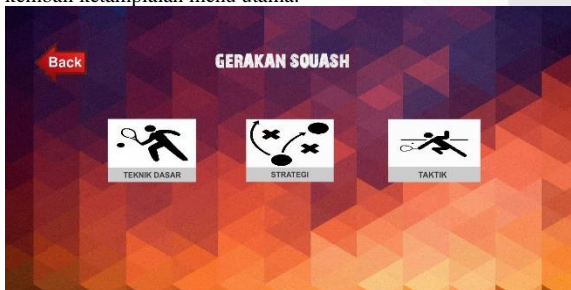 Back
GERAKAN SQUASH
TEKNIK DASAR
STRATEGI
TAKTIK